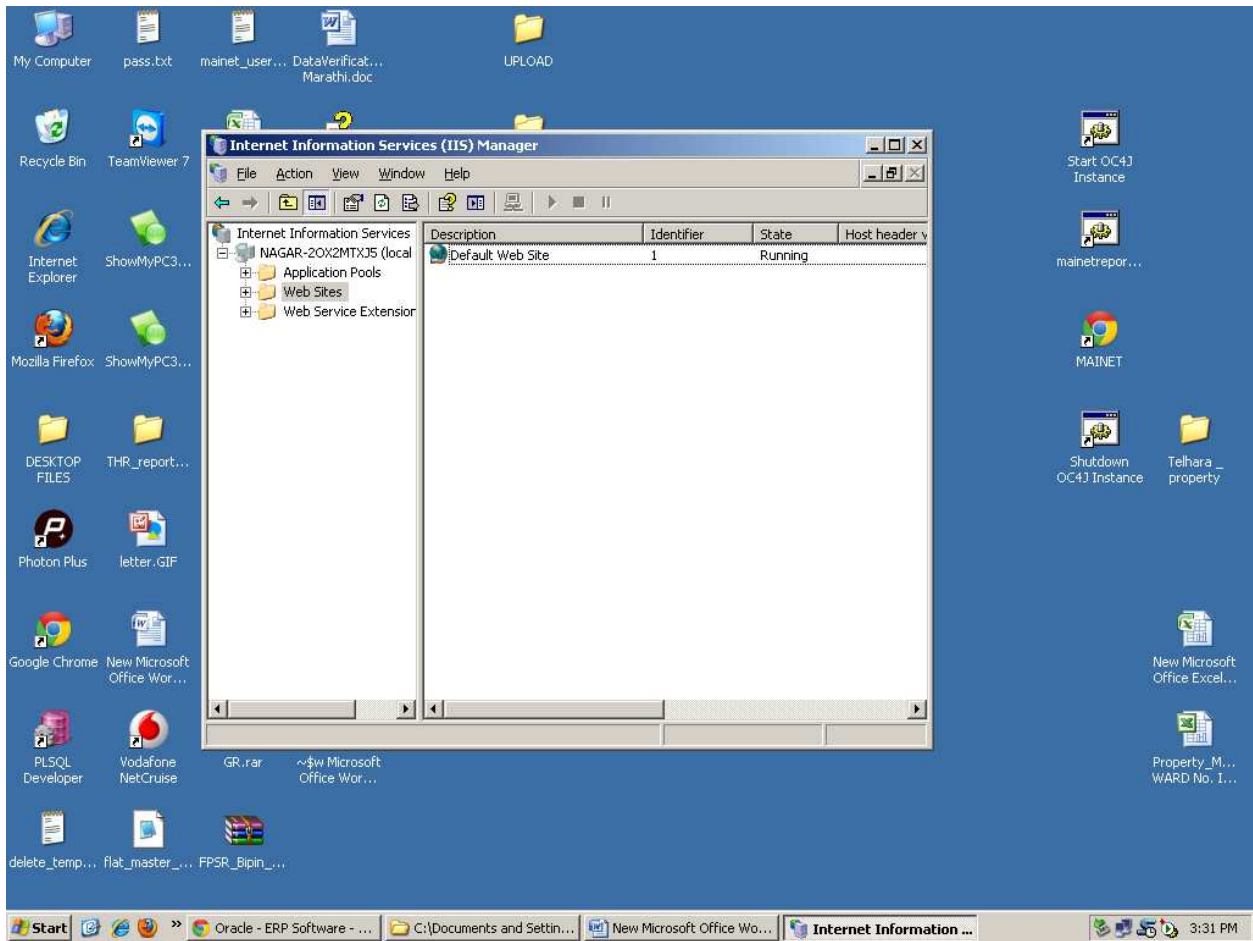 My Computer
pass.txt
mainet_user...
DataVerificat...
Marathi.doc
UPLOAD
Recycle Bin
TeamViewer 7
Start OC4J
Instance
Internet Information Services (IIS) Manager
File Action View Window Help
Internet Information Services
NAGAR-2OX2MTXJ5 (local
Application Pools
Web Sites
Web Service Extension
Description Identifier State Host header v
Default Web Site 1 Running
Internet
Explorer
ShowMyPC3...
mainetrepor...
Mozilla Firefox
ShowMyPC3...
MAINET
DESKTOP
FILES
THR_report...
Shutdown
OC4J Instance
Telhara _
property
Photon Plus
letter.GIF
Google Chrome
New Microsoft
Office Wor...
New Microsoft
Office Excel...
PLSQL
Developer
Vodafone
NetCruise
GR.rar
~$w Microsoft
Office Wor...
Property_M...
WARD No. I...
delete_temp...
flat_master_...
FPSR_Bipin_...
Start
Oracle - ERP Software - ...
C:\Documents and Settin...
New Microsoft Office Wo...
Internet Information ...
3:31 PM